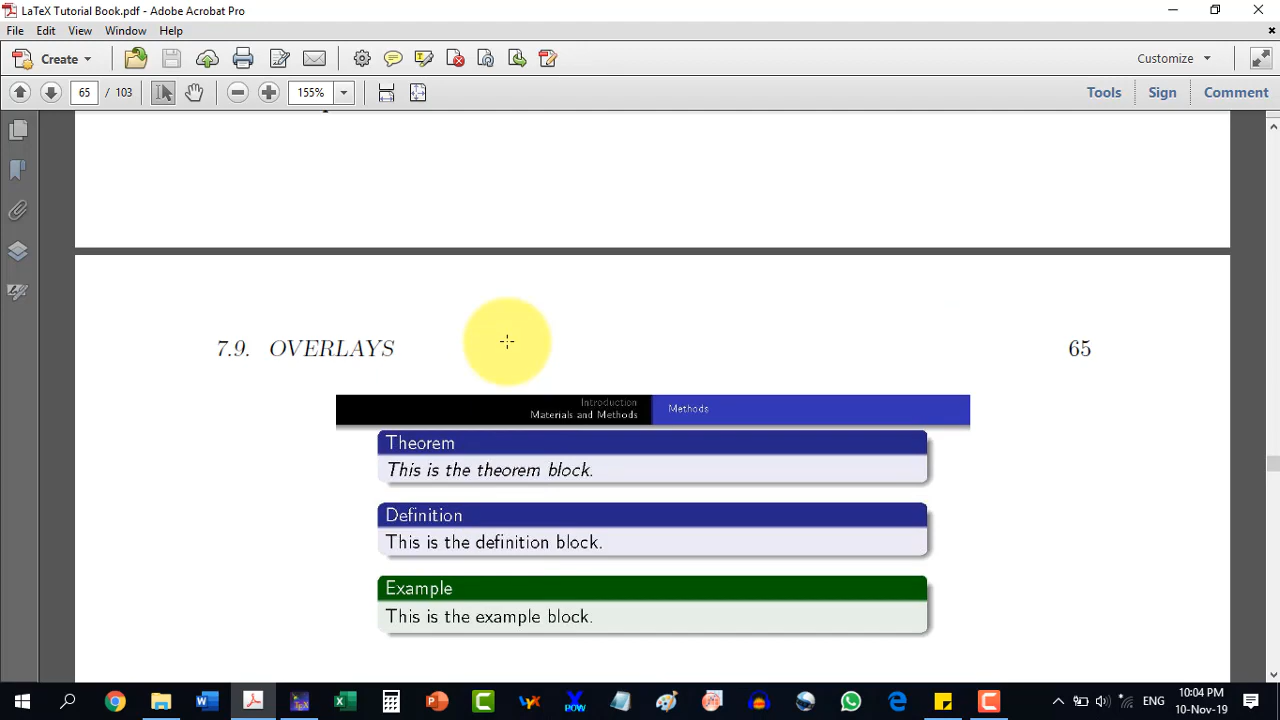 LaTeX Tutorial Book.pdf - Adobe Acrobat Pro
File Edit View Window Help
Create
Customize
65 / 103
155%
Tools Sign Comment
7.9. OVERLAYS 65
Introduction
Materials and Methods
Methods
Theorem
This is the theorem block.
Definition
This is the definition block.
Example
This is the example block.
ENG
10:04 PM
10-Nov-19